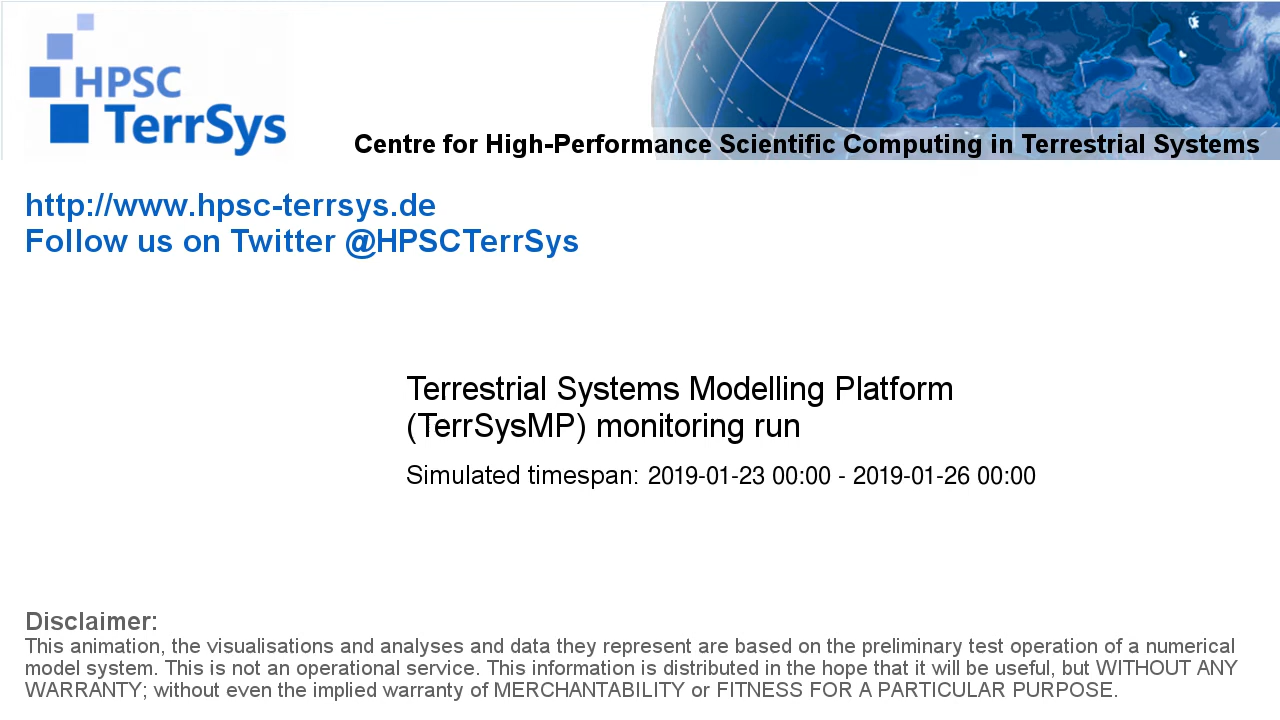 HPSC
TerrSys
Centre for High-Performance Scientific Computing in Terrestrial Systems
http://www.hpsc-terrsys.de
Follow us on Twitter @HPSCTerrSys
Terrestrial Systems Modelling Platform
(TerrSysMP) monitoring run
Simulated timespan: 2019-01-23 00:00 - 2019-01-26 00:00
Disclaimer:
This animation, the visualisations and analyses and data they represent are based on the preliminary test operation of a numerical
model system. This is not an operational service. This information is distributed in the hope that it will be useful, but WITHOUT ANY
WARRANTY; without even the implied warranty of MERCHANTABILITY or FITNESS FOR A PARTICULAR PURPOSE.